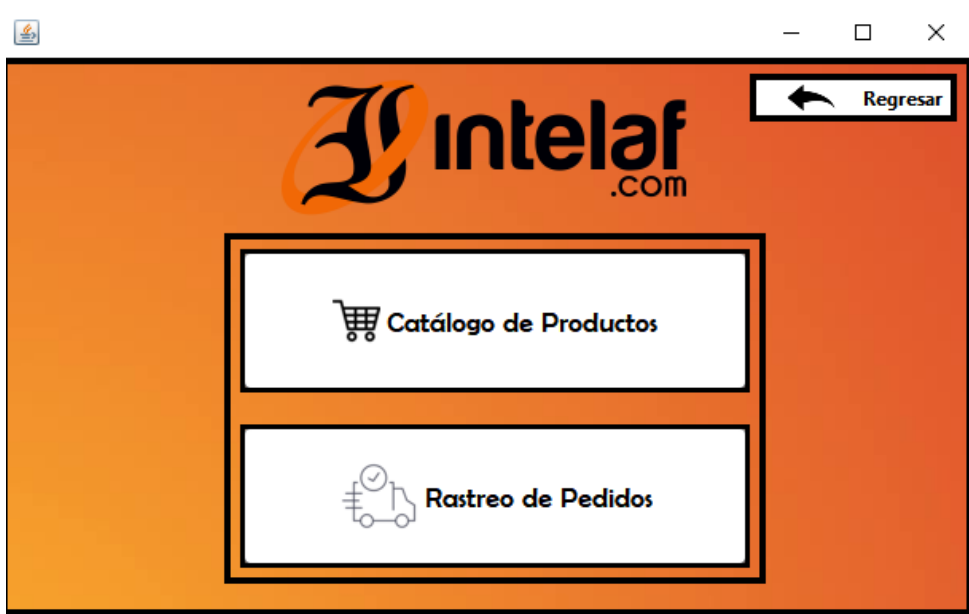 Regresar
Intelaf
.com
Catálogo de Productos
Rastreo de Pedidos